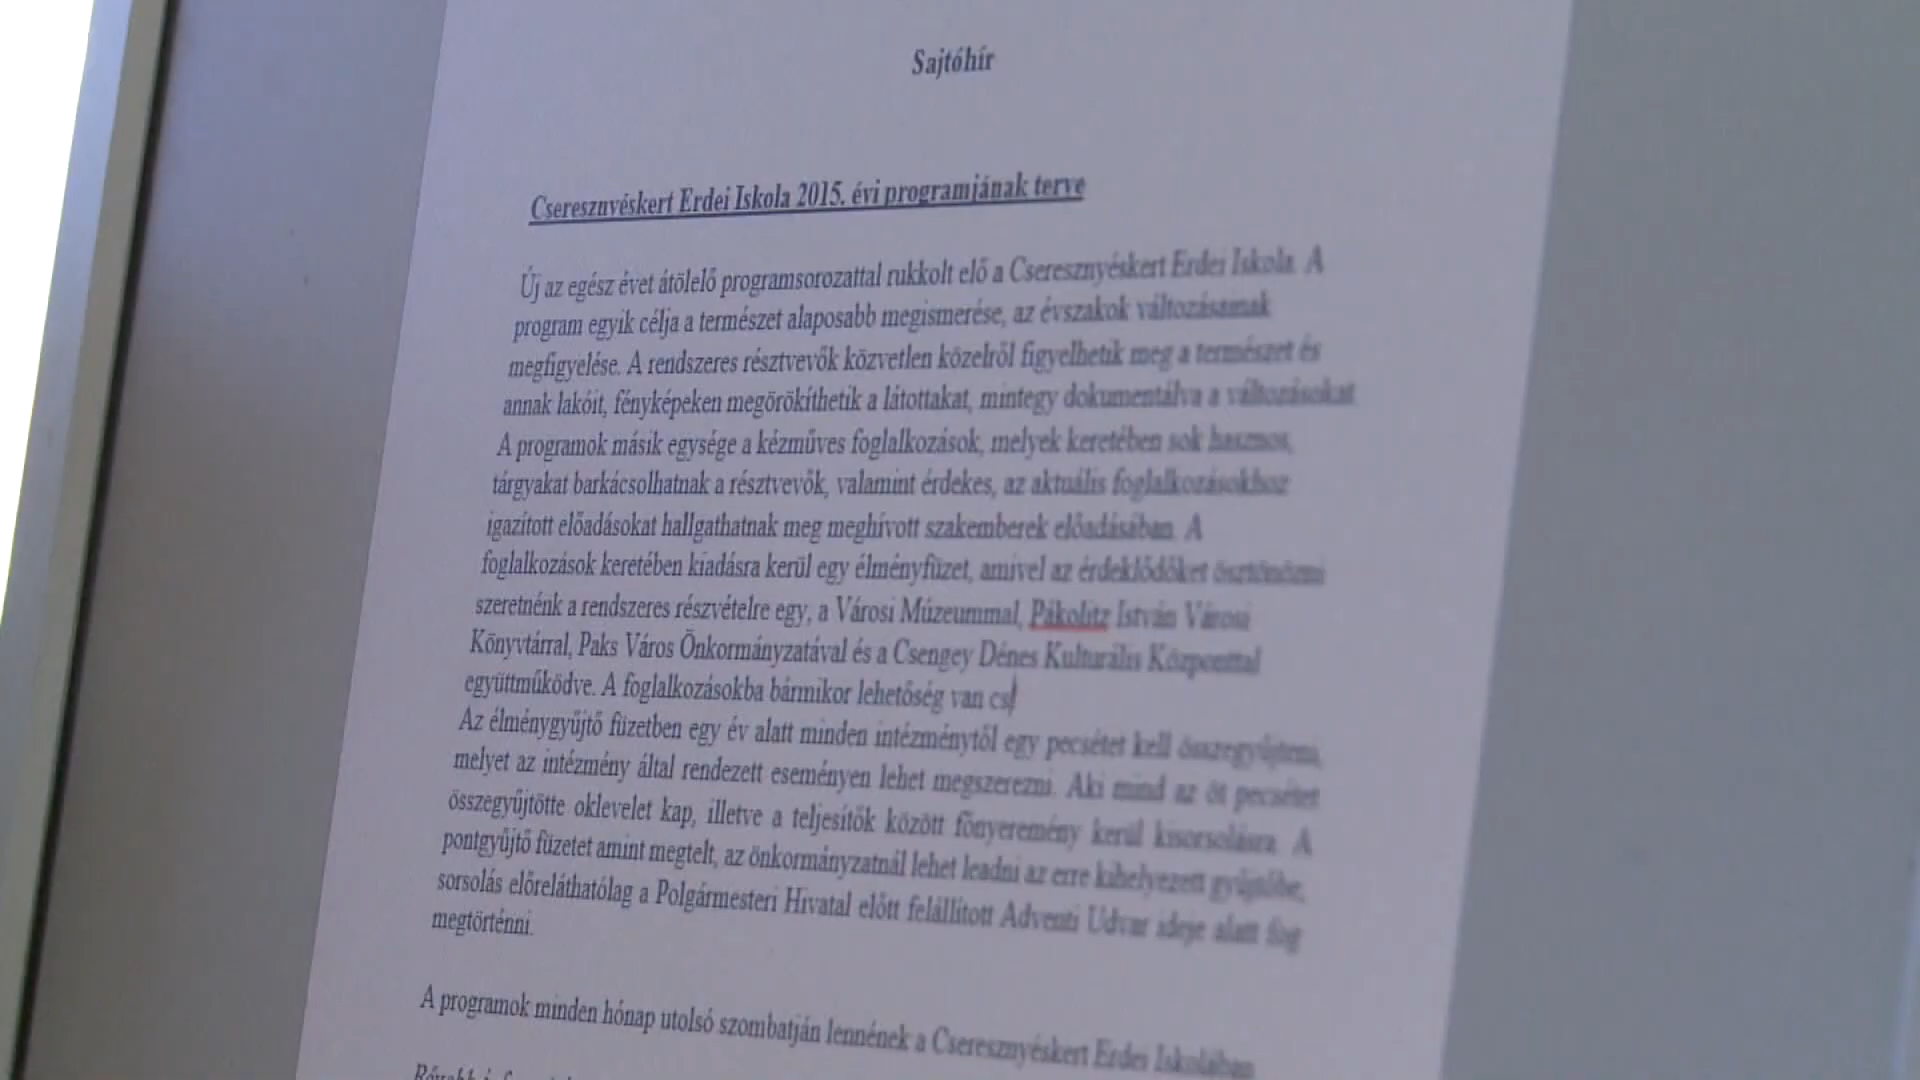 Sajtóhír
Cseresznyéskert Erdei Iskola 2015. évi programjának terve
Új az egész évet átölelő programsorozattal rukkolt elő a Cseresznyéskert Erdei Iskola. A
program egyik célja a természet alaposabb megismerése, az évszakok változásainak
megfigyelése. A rendszeres résztvevők közvetlen közelről figyelhetik meg a természet és
annak lakóit, fényképeken megörökíthetik a látottakat, mintegy dokumentálva a változásokat
A programok másik egysége a kézműves foglalkozások, melyek keretében sok hasznos,
tárgyakat barkácsolhatnak a résztvevők, valamint érdekes, az aktuális foglalkozásokhoz
igazított előadásokat hallgathatnak meg meghívott szakemberek előadásában. A
foglalkozások keretében kiadásra kerül egy élményfüzet, amivel az érdeklődőket ösztönözni
szeretnénk a rendszeres részvételre egy, a Városi Múzeummal, Pákolitz István Városi
Könyvtárral, Paks Város Önkormányzatával és a Csengey Dénes Kulturális Központtal
együttműködve. A foglalkozásokba bármikor lehetőség van cs
Az élménygyűjtő füzetben egy év alatt minden intézménytől egy pecsétet kell összegyűjteni,
melyet az intézmény által rendezett eseményen lehet megszerezni. Aki mind az öt pecsétet
összegyűjtötte oklevelet kap, illetve a teljesítők között főnyeremény kerül kisorsolásra. A
pontgyűjtő füzetet amint megtelt, az önkormányzatnál lehet leadni az erre kihelyezett gyűjtőbe,
sorsolás előreláthatólag a Polgármesteri Hivatal előtt felállított Adventi Udvar ideje alatt fog
megtörténni.
A programok minden hónap utolsó szombatján lennének a Cseresznyéskert Erdei Iskolában